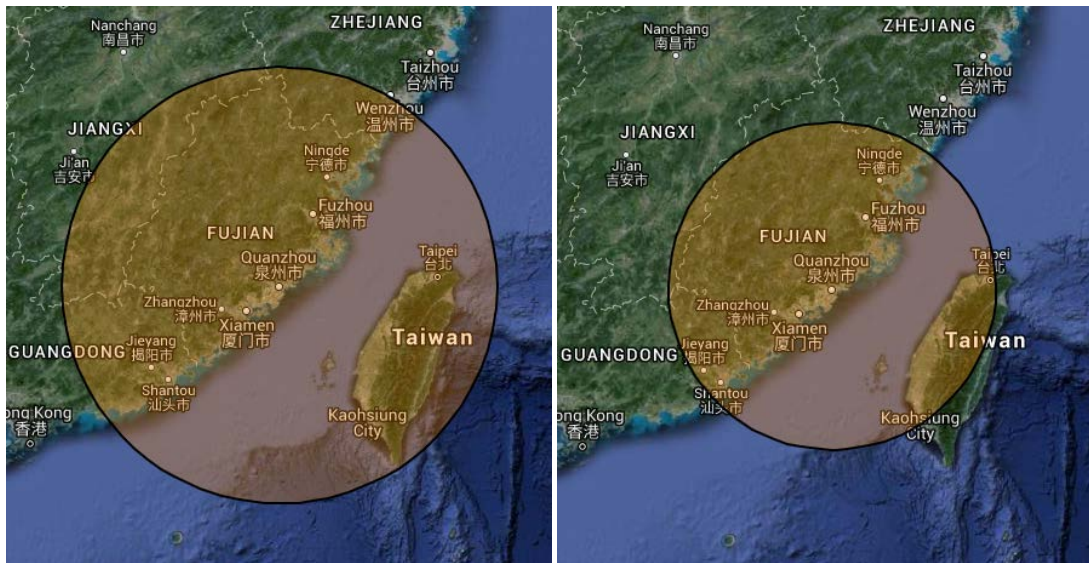 ZHEJIANG
Nanchang
南昌市
Taizhou
台州市
Wenzhou
温州市
JIANGXI
Ji'an
吉安市
Ningde
宁德市
Fuzhou
福州市
FUJIAN
Quanzhou
泉州市
Taipei
台北
Zhangzhou
漳州市
Xiamen
厦门市
Taiwan
Jieyang
揭阳市
GUANGDONG
Shantou
汕头市
Kaohsiung
City
ong Kong
香港
ZHEJIANG
Nanchang
南昌市
Taizhou
台州市
Wenzhou
温州市
JIANGXI
Ji'an
吉安市
Ningde
宁德市
Fuzhou
福州市
FUJIAN
Quanzhou
泉州市
Taipei
台北
Zhangzhou
漳州市
Xiamen
厦门市
Taiwan
Jieyang
揭阳市
GUANGDONG
Shantou
汕头市
Kaohsiung
City
Hong Kong
香港